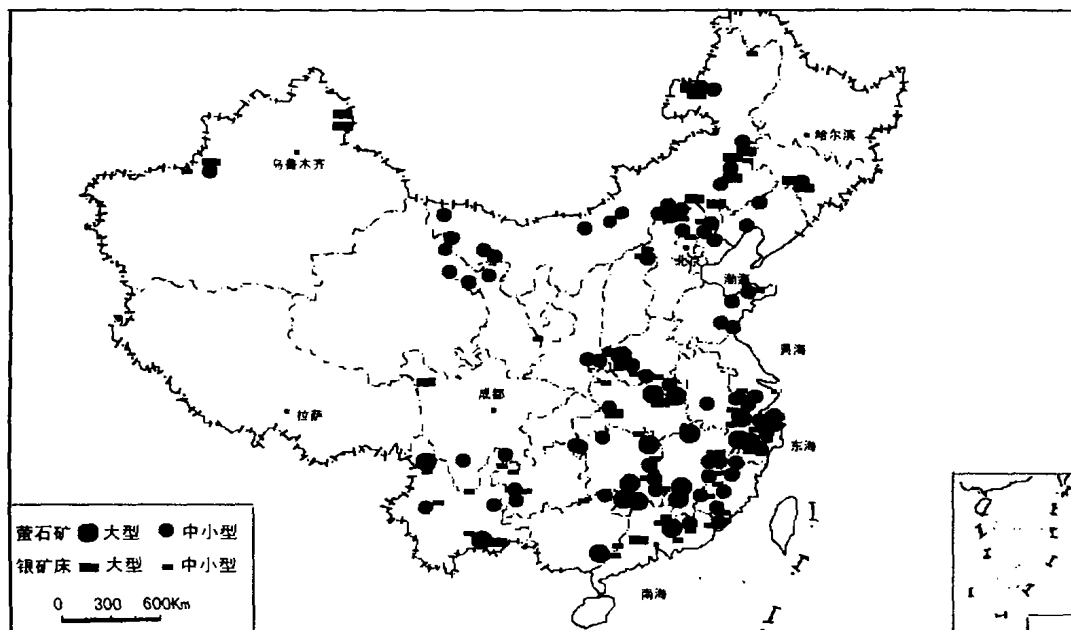 哈尔滨
乌鲁木齐
北京
渤海
黄海
成都
拉萨
东海
萤石矿 大型 中小型
银矿床 大型 中小型
0 300 600Km
南海